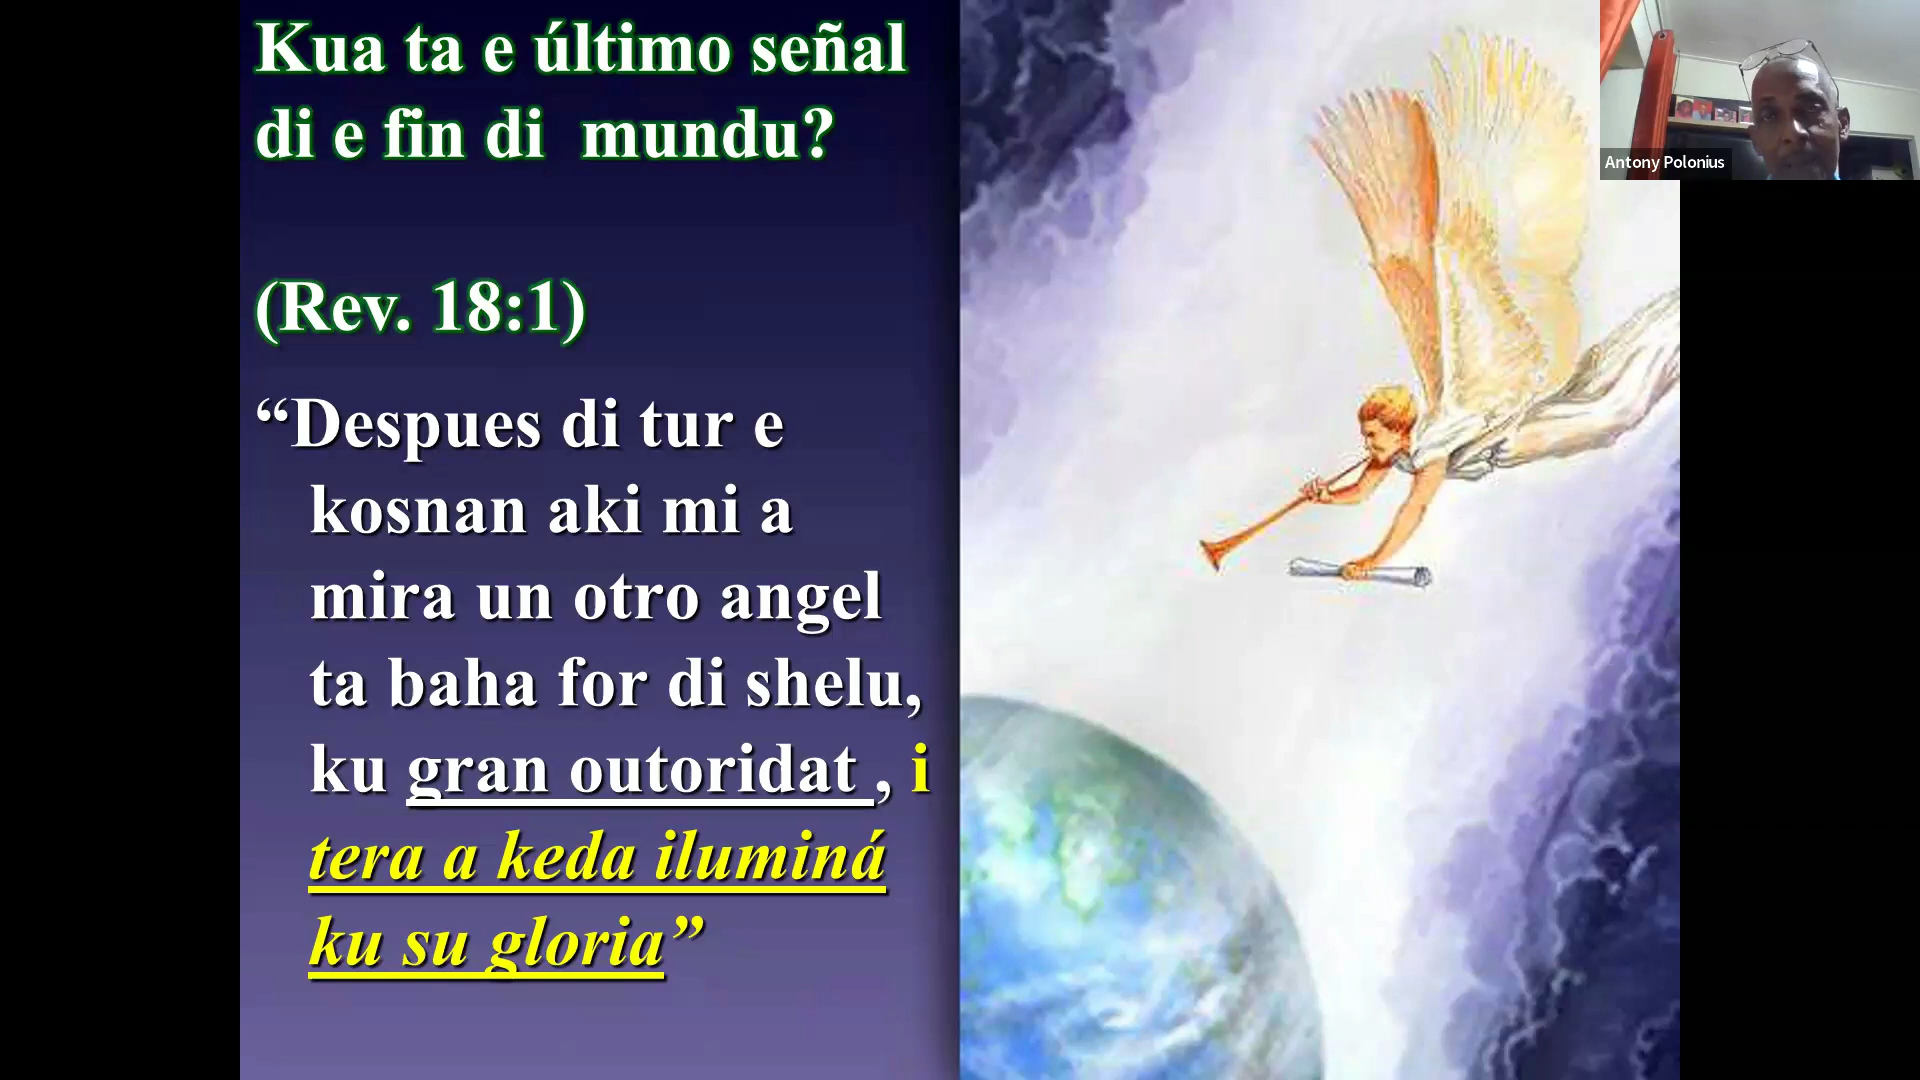 Kua ta e último señal
di e fin di mundu?
(Rev. 18:1)
“Despues di tur e
kosnan aki mi a
mira un otro angel
ta baha for di shelu,
ku gran outoridat , i
tera a keda iluminá
ku su gloria”
Antony Polonius